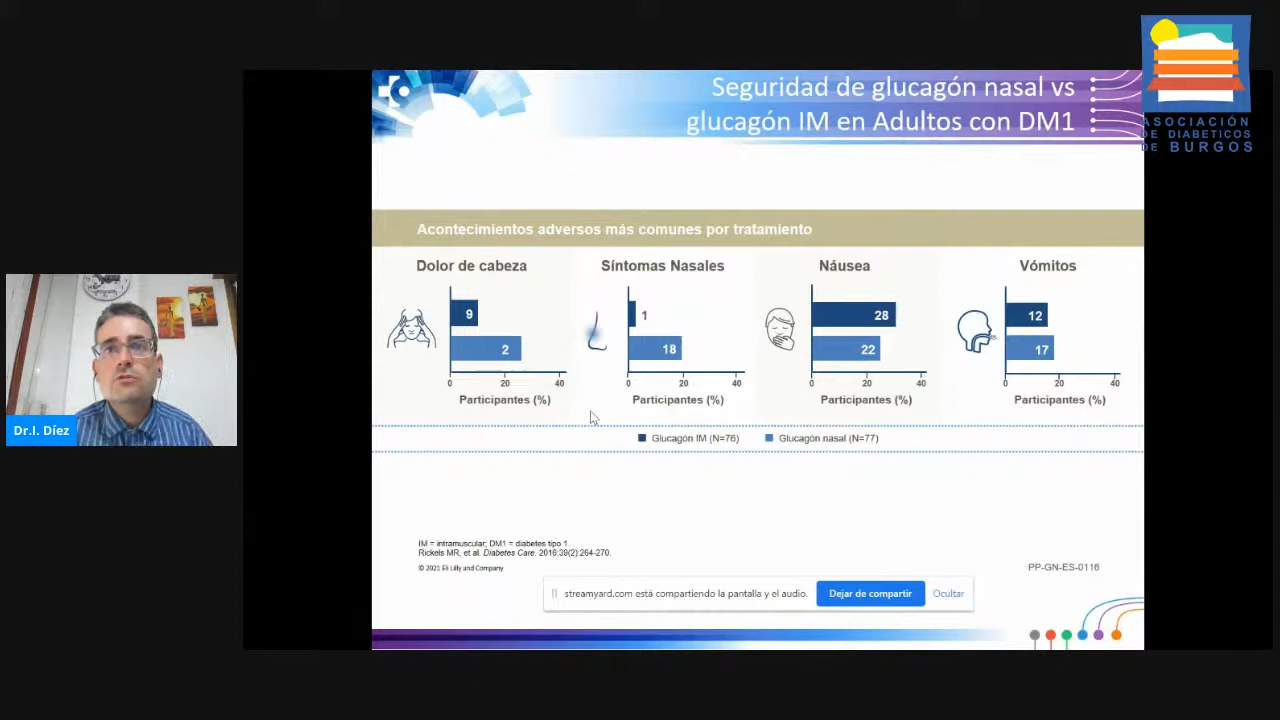 Seguridad de glucagón nasal vs
glucagón IM en Adultos con DM1
ASOCIACIÓN
DE DIABETICOS
DE BURGOS
Acontecimientos adversos más comunes por tratamiento
Dolor de cabeza
Síntomas Nasales
Náusea
Vómitos
9
2
0 20 40
Participantes (%)
1
18
0 20 40
Participantes (%)
28
22
0 20 40
Participantes (%)
12
17
0 20 40
Participantes (%)
Dr.I. Díez
Glucagón IM (N=76)
Glucagón nasal (N=77)
IM = intramuscular; DM1 = diabetes tipo 1.
Rickels MR, et al. Diabetes Care. 2016;39(2):264-270.
© 2021 Eli Lilly and Company
PP-GN-ES-0116
streamyard.com está compartiendo la pantalla y el audio.
Dejar de compartir
Ocultar